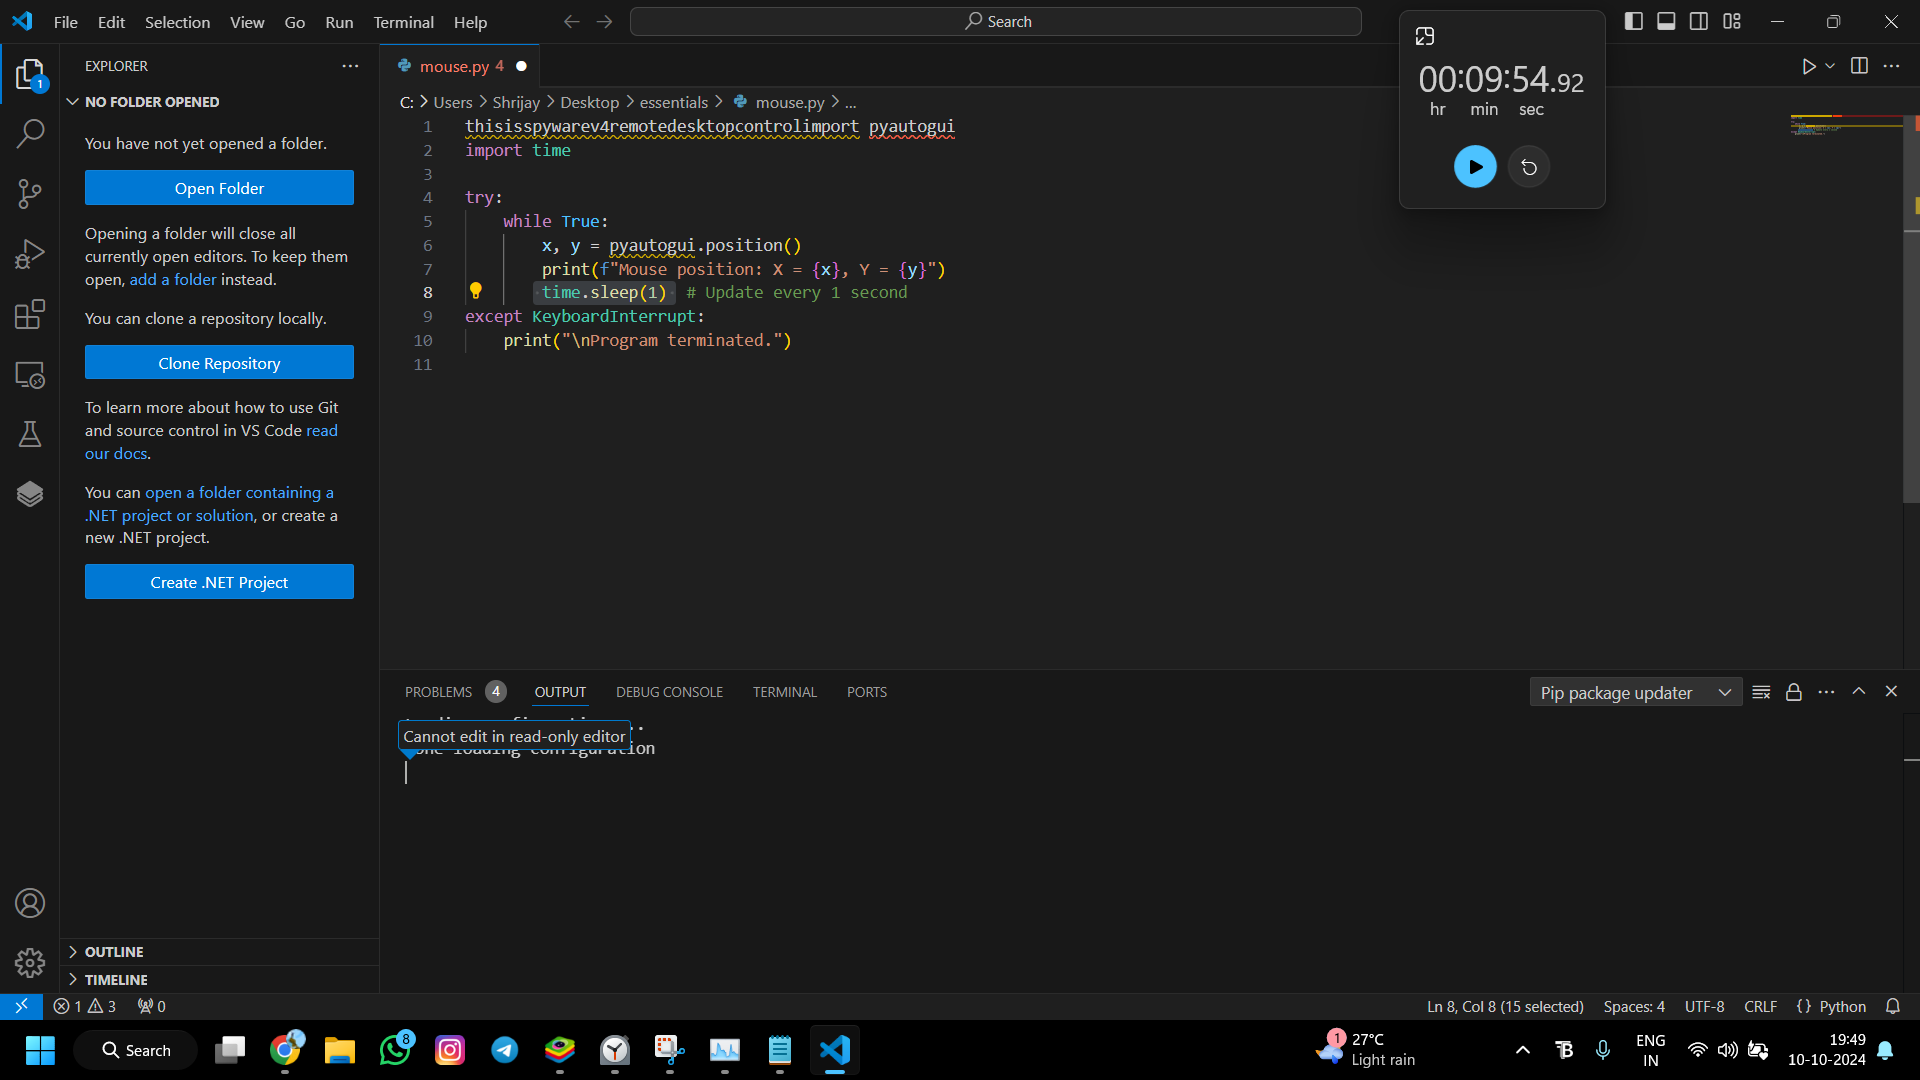 File Edit Selection View Go Run Terminal Help
Search
00:09:54.92
hr min sec
EXPLORER
1
NO FOLDER OPENED
You have not yet opened a folder.
Open Folder
Opening a folder will close all
currently open editors. To keep them
open, add a folder instead.
You can clone a repository locally.
Clone Repository
To learn more about how to use Git
and source control in VS Code read
our docs.
You can open a folder containing a
.NET project or solution, or create a
new .NET project.
Create .NET Project
OUTLINE
TIMELINE
mouse.py 4
C: > Users > Shrijay > Desktop > essentials > mouse.py > ...
1 thisisspywarev4remotedesktopcontrolimport pyautogui
2 import time
3
4 try:
5 while True:
6 x, y = pyautogui.position()
7 print(f"Mouse position: X = {x}, Y = {y}")
8 time.sleep(1) # Update every 1 second
9 except KeyboardInterrupt:
10 print("\nProgram terminated.")
11
PROBLEMS 4 OUTPUT DEBUG CONSOLE TERMINAL PORTS
Pip package updater
Cannot edit in read-only editor
loading configuration
1 3 0
Ln 8, Col 8 (15 selected) Spaces: 4 UTF-8 CRLF {} Python
Search
8
1
27°C
Light rain
ENG
IN
19:49
10-10-2024